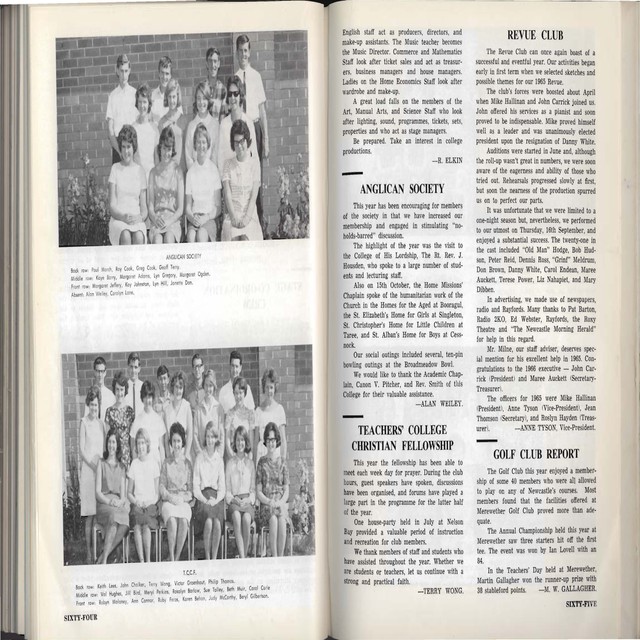 ANGLICAN SOCIETY
Back row: Paul Marsh, Roy Cook, Greg Cook, Geoff Terry.
Middle row: Kaye Barry, Margaret Adams, Lyn Gregory, Margaret Ogden.
Front row: Margaret Jeffery, Kay Johnston, Lyn Hill, Janette Don.
Absent: Alan Weiley, Carolyn Lane.
T.C.C.F.
Back row: Keith Lees, John Chicken, Terry Wong, Victor Greenhout, Philip Thomas.
Middle row: Val Hughes, Jill Bird, Meryl Perkins, Rosslyn Barlow, Sue Talley, Beth Muir, Carol Carle
Front row: Robyn Maloney, Ann Connor, Ruby Force, Karen Behan, Judy McCarthy, Beryl Gilbertson.
SIXTY-FOUR
English staff act as producers, directors, and
make-up assistants. The Music teacher becomes
the Music Director. Commerce and Mathematics
Staff look after ticket sales and act as treasur-
ers, business managers and house managers.
Ladies on the Home Economics Staff look after
wardrobe and make-up.
A great load falls on the members of the
Art, Manual Arts, and Science Staff who look
after lighting, sound, programmes, tickets, sets,
properties and who act as stage managers.
Be prepared. Take an interest in college
productions.
—R. ELKIN
ANGLICAN SOCIETY
This year has been encouraging for members
of the society in that we have increased our
membership and engaged in stimulating "no-
holds-barred" discussion.
The highlight of the year was the visit to
the College of His Lordship, The Rt. Rev. J.
Housden, who spoke to a large number of stud-
ents and lecturing staff.
Also on 13th October, the Home Missions'
Chaplain spoke of the humanitarian work of the
Church in the Homes for the Aged at Booragul,
the St. Elizabeth's Home for Girls at Singleton,
St. Christopher's Home for Little Children at
Taree, and St. Alban's Home for Boys at Cess-
nock.
Our social outings included several, ten-pin
bowling outings at the Broadmeadow Bowl.
We would like to thank the Academic Chap-
lain, Canon V. Pitcher, and Rev. Smith of this
College for their valuable assistance.
—ALAN WEILEY.
TEACHERS' COLLEGE
CHRISTIAN FELLOWSHIP
This year the fellowship has been able to
meet each week day for prayer. During the club
hours, guest speakers have spoken, discussions
have been organised, and forums have played a
large part in the programme for the latter half
of the year.
One house-party held in July at Nelson
Bay provided a valuable period of instruction
and recreation for club members.
We thank members of staff and students who
have assisted throughout the year. Whether we
are students or teachers, let us continue with a
strong and practical faith.
—TERRY WONG.
REVUE CLUB
The Revue Club can once again boast of a
successful and eventful year. Our activities began
early in first term when we selected sketches and
possible themes for our 1965 Revue.
The club's forces were boosted about April
when Mike Hallinan and John Carrick joined us.
John offered his services as a pianist and soon
proved to be indispensable. Mike proved himself
well as a leader and was unanimously elected
president upon the resignation of Danny White.
Auditions were started in June and, although
the roll-up wasn't great in numbers, we were soon
aware of the eagerness and ability of those who
tried out. Rehearsals progressed slowly at first,
but soon the nearness of the production spurred
us on to perfect our parts.
It was unfortunate that we were limited to a
one-night season but, nevertheless, we performed
to our utmost on Thursday, 16th September, and
enjoyed a substantial success. The twenty-one in
the cast included "Old Man" Hodge, Bob Hud-
son, Peter Reid, Dennis Ross, "Grinf" Meldrum,
Don Brown, Danny White, Carol Endean, Maree
Auckett, Terese Power, Liz Nahapiet, and Mary
Dibben.
In advertising, we made use of newspapers,
radio and Rayfords. Many thanks to Pat Barton,
Radio 2KO, Ed Webster, Rayfords, the Roxy
Theatre and "The Newcastle Morning Herald"
for help in this regard.
Mr. Milne, our staff adviser, deserves spec-
ial mention for his excellent help in 1965. Con-
gratulations to the 1966 executive — John Car-
rick (President) and Maree Auckett (Secretary-
Treasurer).
The officers for 1965 were Mike Hallinan
(President), Anne Tyson (Vice-President), Jean
Thomson (Secretary), and Roslyn Hayden (Treas-
urer).
—ANNE TYSON, Vice-President.
GOLF CLUB REPORT
The Golf Club this year enjoyed a member-
ship of some 40 members who were all allowed
to play on any of Newcastle's courses. Most
members found that the facilities offered at
Merewether Golf Club proved more than ade-
quate.
The Annual Championship held this year at
Merewether saw three starters hit off the first
tee. The event was won by Ian Lovell with an
84.
In the Teachers' Day held at Merewether,
Martin Gallagher won the runner-up prize with
38 stableford points. —M. W. GALLAGHER.
SIXTY-FIVE